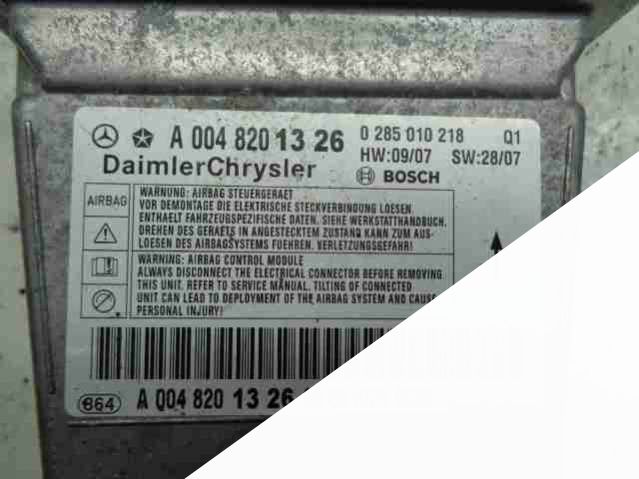 A 004 820 13 26 0 285 010 218 Q1
DaimlerChrysler HW:09/07 SW:28/07
BOSCH
AIRBAG
WARNUNG: AIRBAG STEUERGERAET
VOR DEMONTAGE DIE ELEKTRISCHE STECKVERBINDUNG LOESEN.
ENTHAELT FAHRZEUGSPEZIFISCHE DATEN. SIEHE WERKSTATTHANDBUCH.
DREHEN DES GERAETS IN ANGESTECKTEM ZUSTAND KANN ZUM AUS-
LOESEN DES AIRBAGSYSTEMS FUEHREN. VERLETZUNGSGEFAHR!
WARNING: AIRBAG CONTROL MODULE
ALWAYS DISCONNECT THE ELECTRICAL CONNECTOR BEFORE REMOVING
THIS UNIT. REFER TO SERVICE MANUAL. TILTING OF CONNECTED
UNIT CAN LEAD TO DEPLOYMENT OF THE AIRBAG SYSTEM AND CAUSE
PERSONAL INJURY!
864 A 004 820 13 26